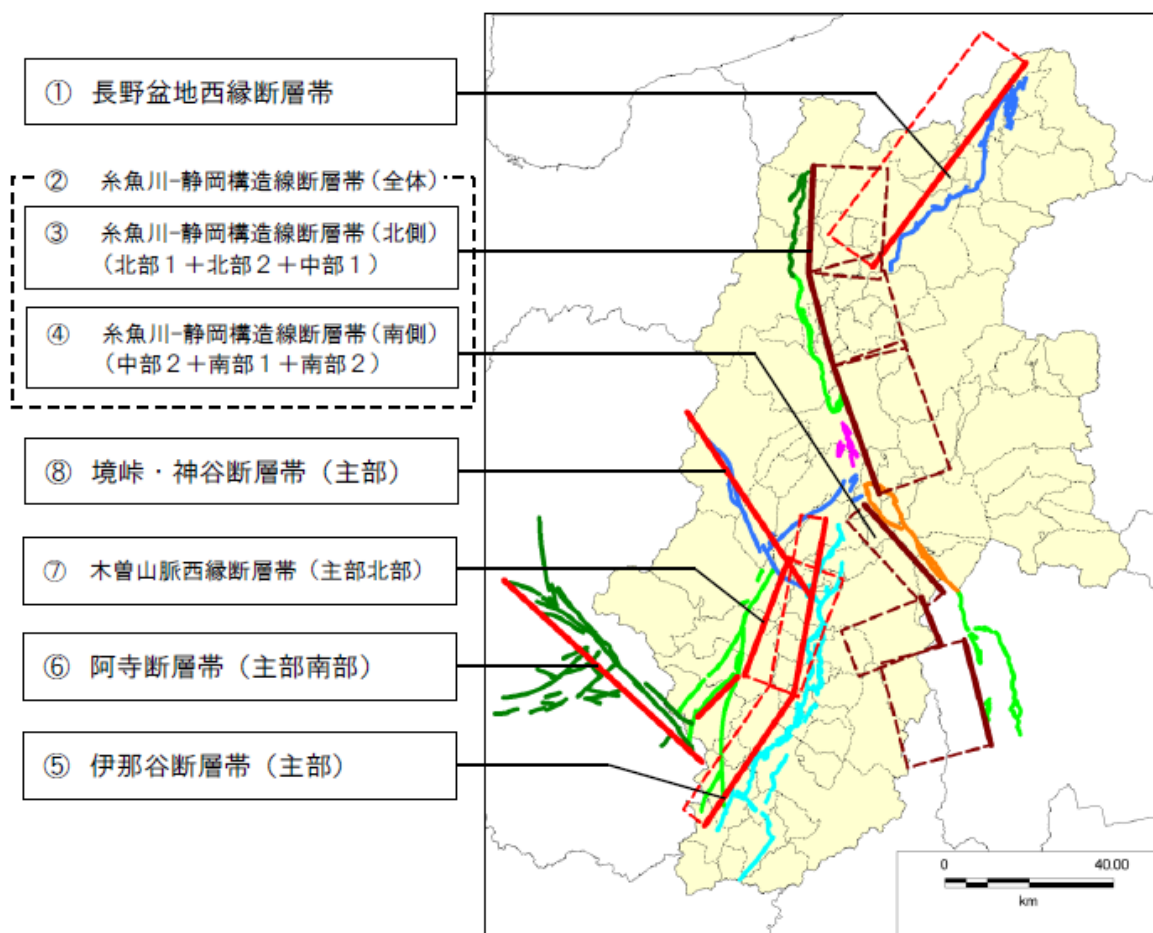 ① 長野盆地西縁断層帯
② 糸魚川-静岡構造線断層帯(全体)
③ 糸魚川-静岡構造線断層帯(北側)
(北部1+北部2+中部1)
④ 糸魚川-静岡構造線断層帯(南側)
(中部2+南部1+南部2)
⑧ 境峠・神谷断層帯(主部)
⑦ 木曽山脈西縁断層帯(主部北部)
⑥ 阿寺断層帯(主部南部)
⑤ 伊那谷断層帯(主部)
0 40.00
km